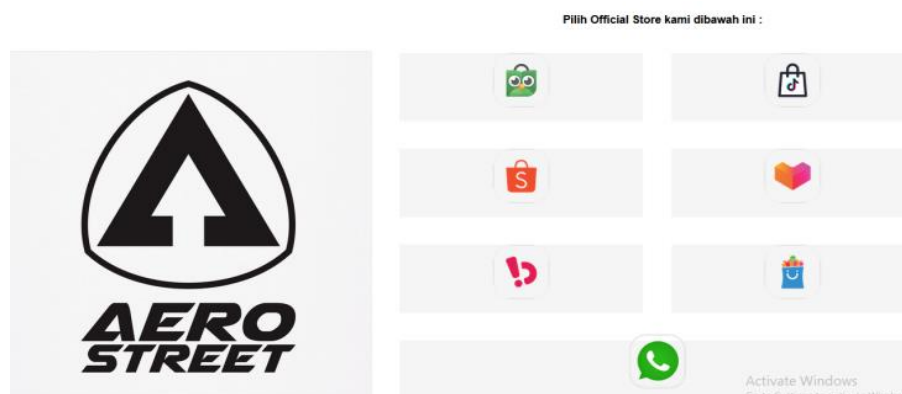 Pilih Official Store kami dibawah ini :
AERO
STREET
S
Activate Windows